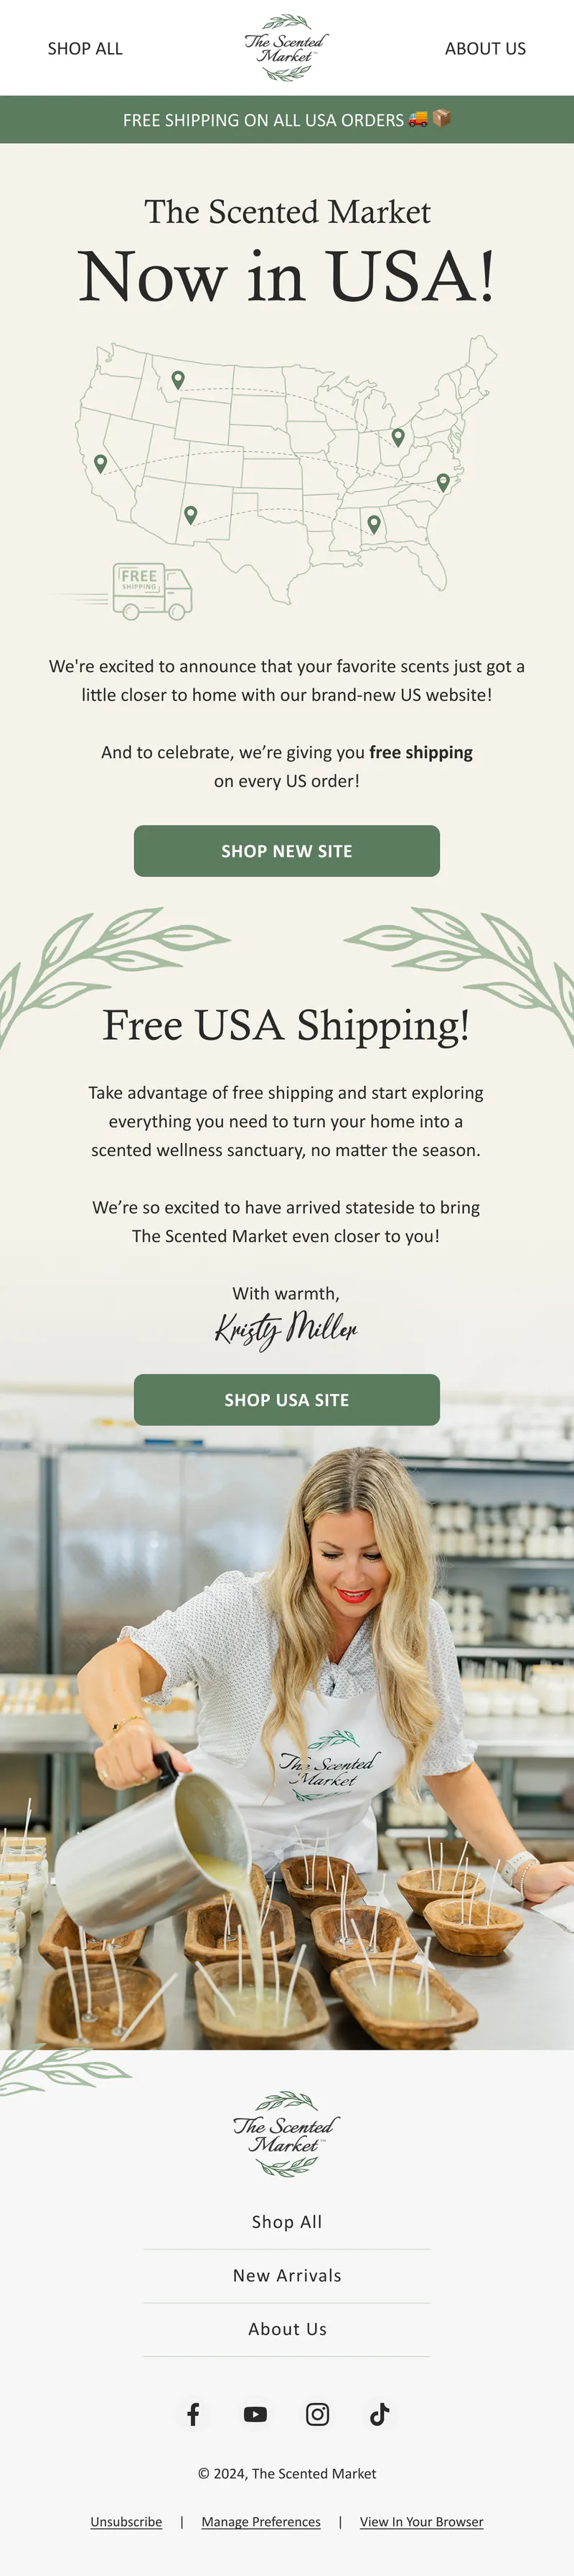 SHOP ALL
The Scented
Market
ABOUT US
FREE SHIPPING ON ALL USA ORDERS 🚚 📦
The Scented Market
Now in USA!
FREE
SHIPPING
We're excited to announce that your favorite scents just got a
little closer to home with our brand-new US website!
And to celebrate, we’re giving you free shipping
on every US order!
SHOP NEW SITE
Free USA Shipping!
Take advantage of free shipping and start exploring
everything you need to turn your home into a
scented wellness sanctuary, no matter the season.
We’re so excited to have arrived stateside to bring
The Scented Market even closer to you!
With warmth,
Kristy Miller
SHOP USA SITE
The Scented
Market
The Scented
Market™
Shop All
New Arrivals
About Us
© 2024, The Scented Market
Unsubscribe | Manage Preferences | View In Your Browser